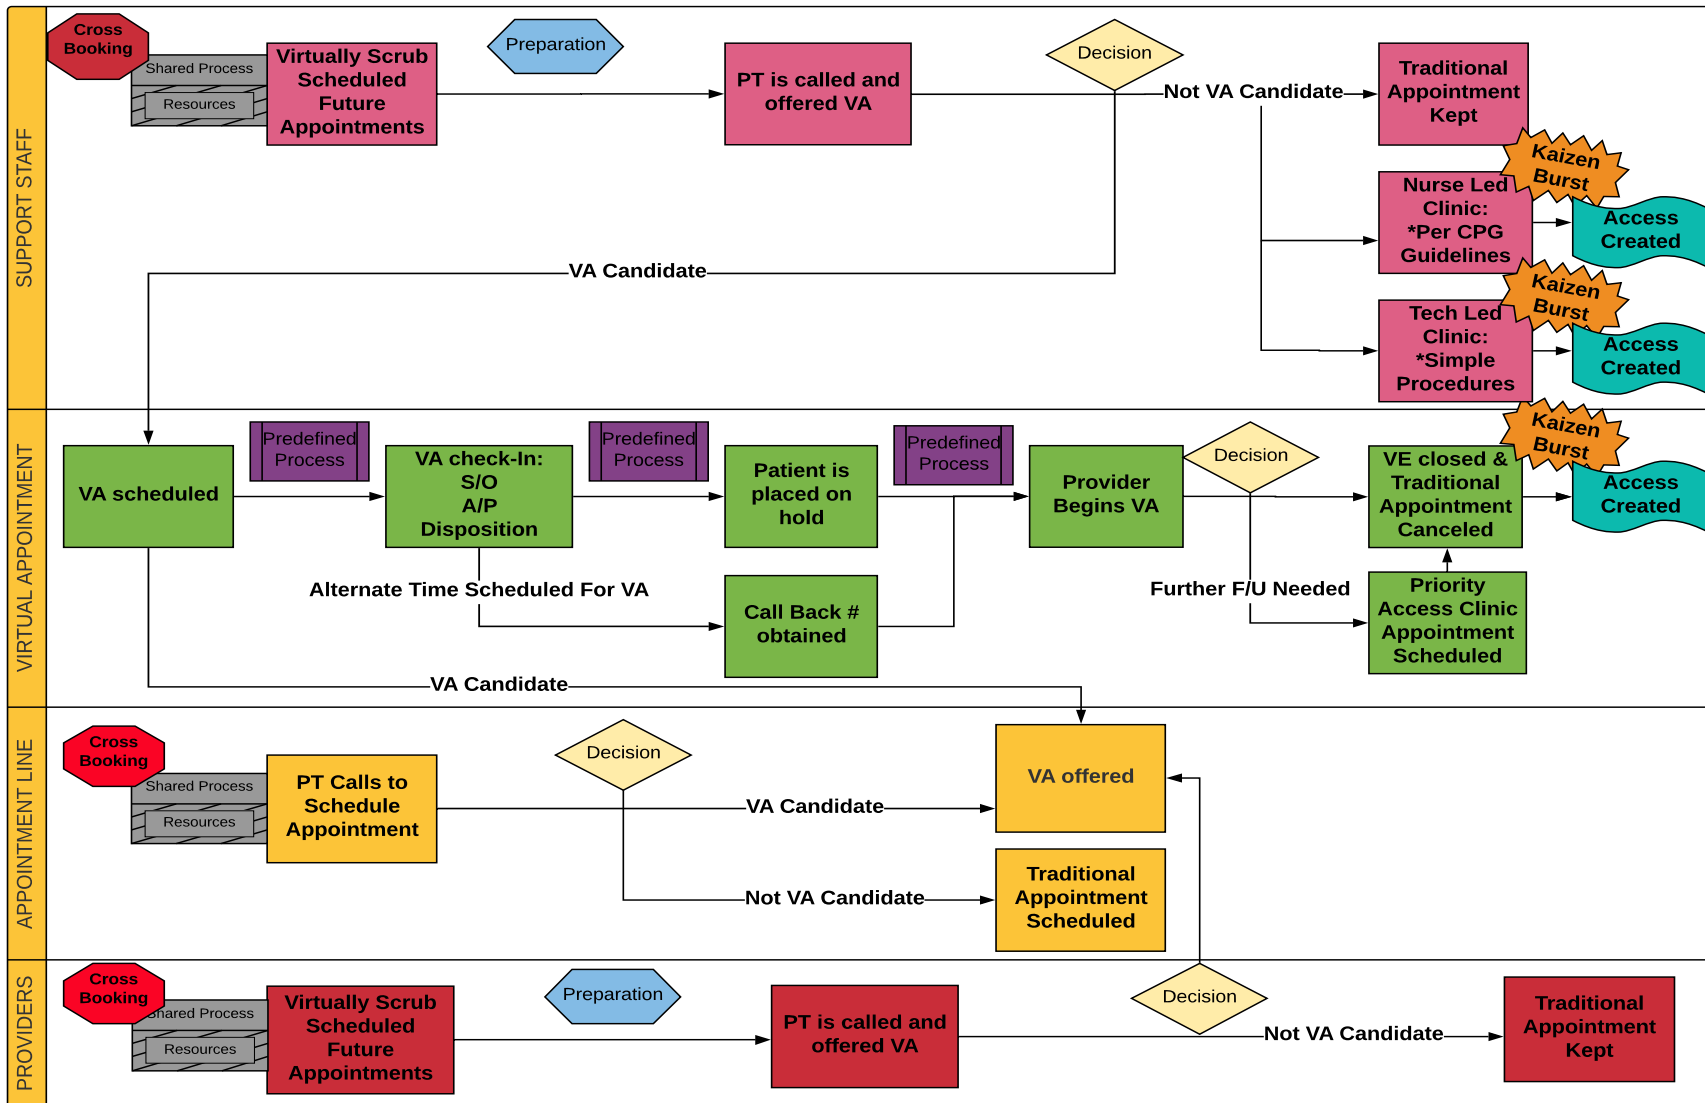 SUPPORT STAFF
Cross
Booking
Shared Process
Resources
Virtually Scrub
Scheduled
Future
Appointments
Preparation
PT is called and
offered VA
Decision
Not VA Candidate
Traditional
Appointment
Kept
Kaizen
Burst
Nurse Led
Clinic:
*Per CPG
Guidelines
Access
Created
VA Candidate
Kaizen
Burst
Tech Led
Clinic:
*Simple
Procedures
Access
Created
VIRTUAL APPOINTMENT
VA scheduled
Predefined
Process
VA check-In:
S/O
A/P
Disposition
Predefined
Process
Patient is
placed on
hold
Predefined
Process
Provider
Begins VA
Decision
VE closed &
Traditional
Appointment
Canceled
Kaizen
Burst
Access
Created
Alternate Time Scheduled For VA
Call Back #
obtained
Further F/U Needed
Priority
Access Clinic
Appointment
Scheduled
VA Candidate
APPOINTMENT LINE
Cross
Booking
Shared Process
Resources
PT Calls to
Schedule
Appointment
Decision
VA Candidate
VA offered
Not VA Candidate
Traditional
Appointment
Scheduled
PROVIDERS
Cross
Booking
Shared Process
Resources
Virtually Scrub
Scheduled
Future
Appointments
Preparation
PT is called and
offered VA
Decision
Not VA Candidate
Traditional
Appointment
Kept